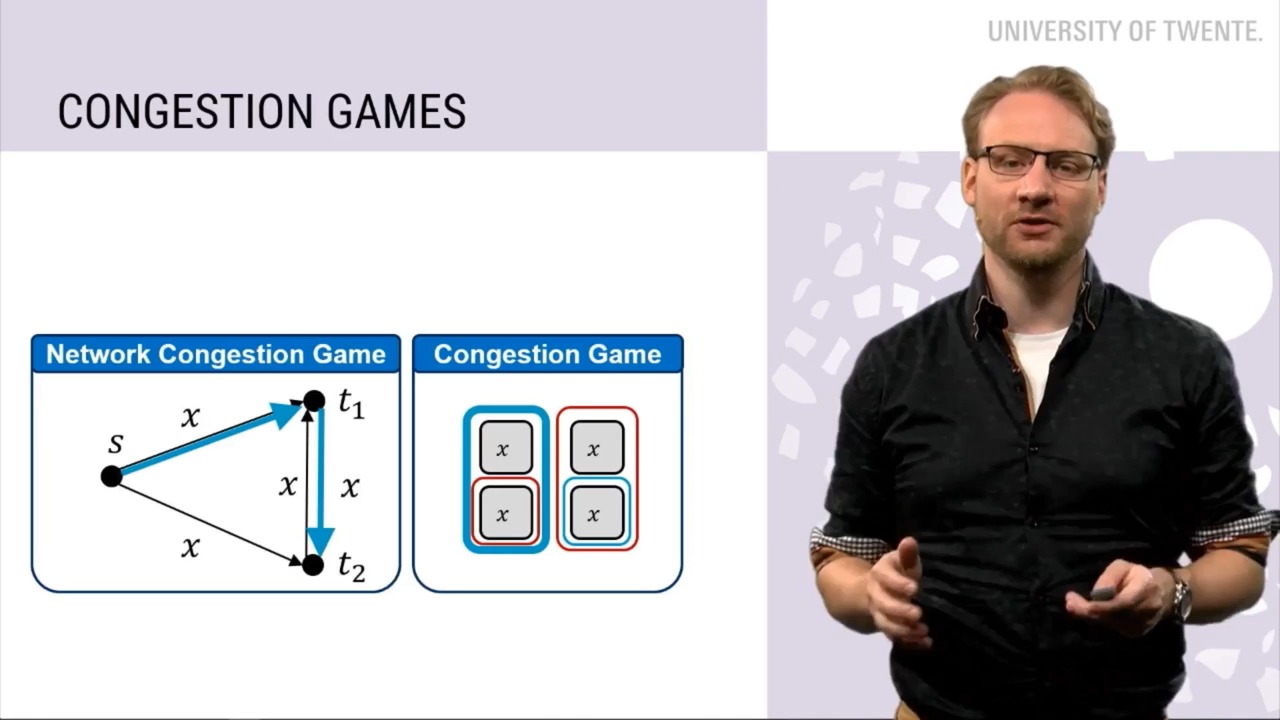 UNIVERSITY OF TWENTE.
CONGESTION GAMES
Network Congestion Game
Congestion Game
s
x
x
x
x
t₁
t₂
x
x
x
x